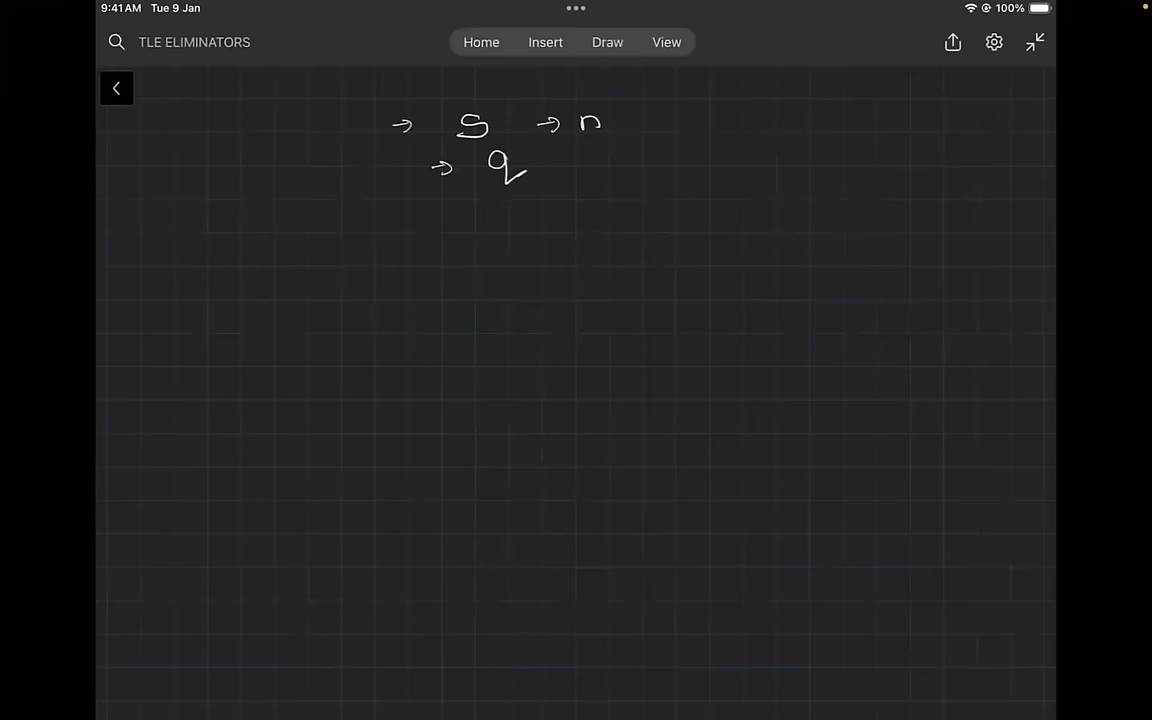 9:41 AM Tue 9 Jan 100%
TLE ELIMINATORS Home Insert Draw View
→ S → n
→ q